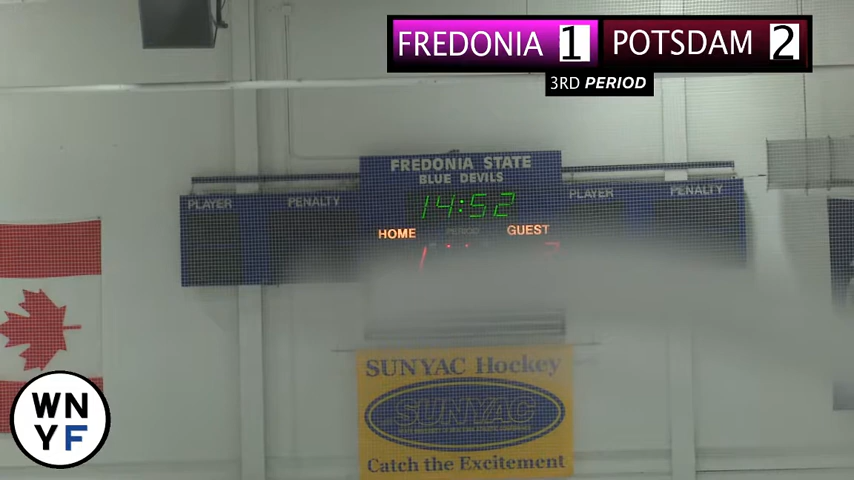 FREDONIA 1 POTSDAM 2
3RD PERIOD
FREDONIA STATE
BLUE DEVILS
PLAYER PENALTY 14:52 PLAYER PENALTY
HOME PERIOD GUEST
SUNYAC Hockey
SUNYAC
Catch the Excitement
WN
YF